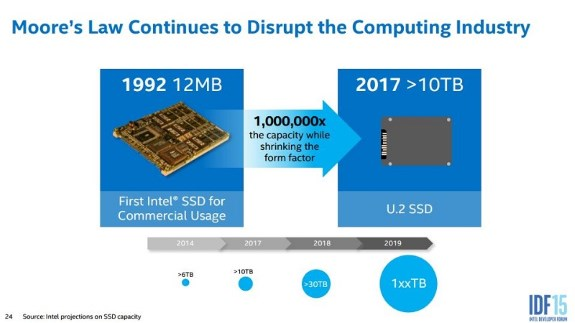 Moore's Law Continues to Disrupt the Computing Industry
1992 12MB
First Intel® SSD for
Commercial Usage
1,000,000x
the capacity while
shrinking the
form factor
2017 >10TB
U.2 SSD
2014
2017
2018
2019
>6TB
>10TB
>30TB
1xxTB
24 Source: Intel projections on SSD capacity
IDF15
INTEL DEVELOPER FORUM